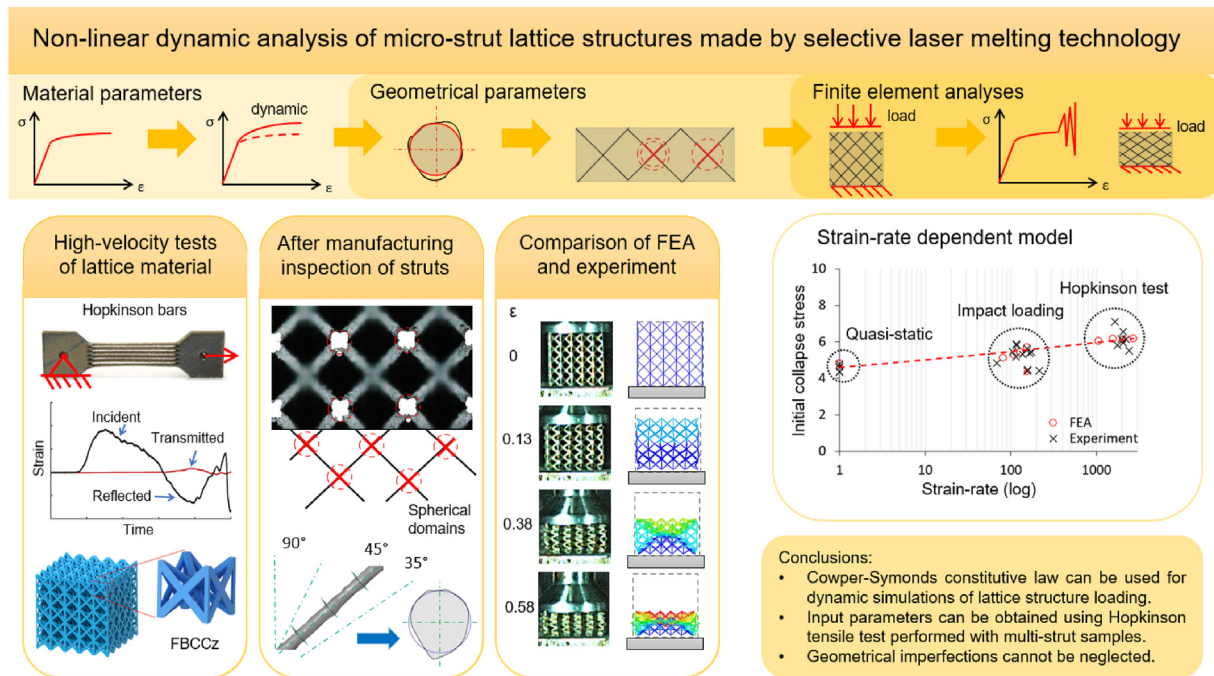 Non-linear dynamic analysis of micro-strut lattice structures made by selective laser melting technology
Material parameters
σ
ε
σ
dynamic
ε
Geometrical parameters
Finite element analyses
load
σ
ε
load
High-velocity tests
of lattice material
Hopkinson bars
Strain
Incident
Transmitted
Reflected
Time
FBCCz
After manufacturing
inspection of struts
Spherical
domains
90°
45°
35°
Comparison of FEA
and experiment
ε
0
0.13
0.38
0.58
Strain-rate dependent model
Initial collapse stress
10
8
6
4
2
0
Quasi-static
Impact loading
Hopkinson test
FEA
Experiment
1
10
100
1000
Strain-rate (log)
Conclusions:
• Cowper-Symonds constitutive law can be used for
dynamic simulations of lattice structure loading.
• Input parameters can be obtained using Hopkinson
tensile test performed with multi-strut samples.
• Geometrical imperfections cannot be neglected.